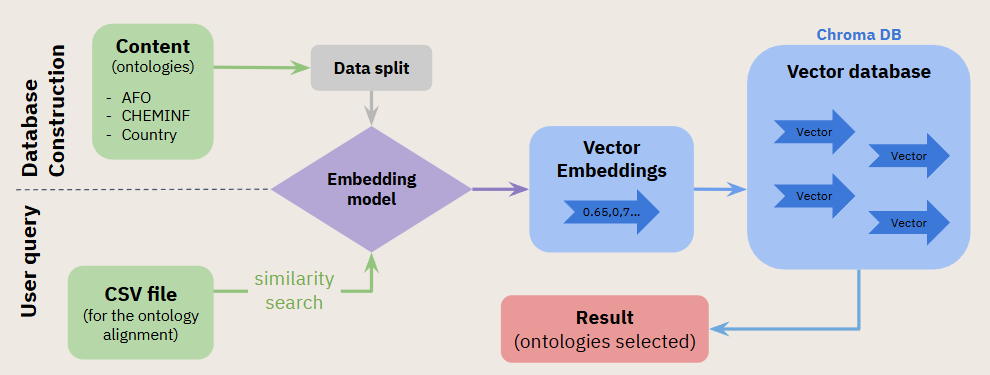 Database
Construction
User query
Content
(ontologies)
- AFO
- CHEMINF
- Country
Data split
Embedding
model
CSV file
(for the ontology
alignment)
similarity
search
Vector
Embeddings
0.65,0,7...
Chroma DB
Vector database
Vector
Vector
Vector
Vector
Result
(ontologies selected)